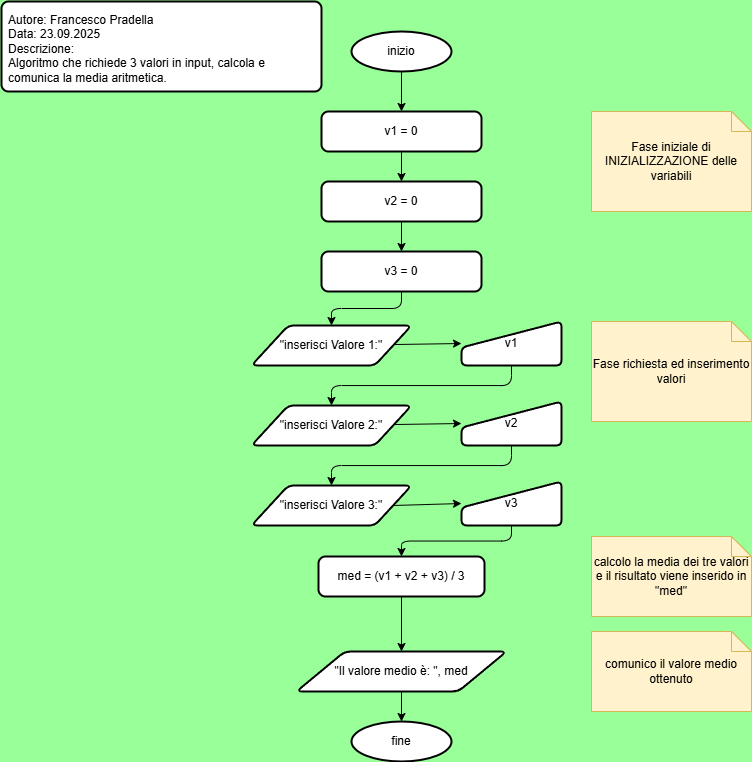 Autore: Francesco Pradella
Data: 23.09.2025
Descrizione:
Algoritmo che richiede 3 valori in input, calcola e
comunica la media aritmetica.
inizio
v1 = 0
Fase iniziale di
INIZIALIZZAZIONE delle
variabili
v2 = 0
v3 = 0
"inserisci Valore 1:"
v1
Fase richiesta ed inserimento
valori
"inserisci Valore 2:"
v2
"inserisci Valore 3:"
v3
med = (v1 + v2 + v3) / 3
calcolo la media dei tre valori
e il risultato viene inserido in
"med"
"Il valore medio è: ", med
comunico il valore medio
ottenuto
fine